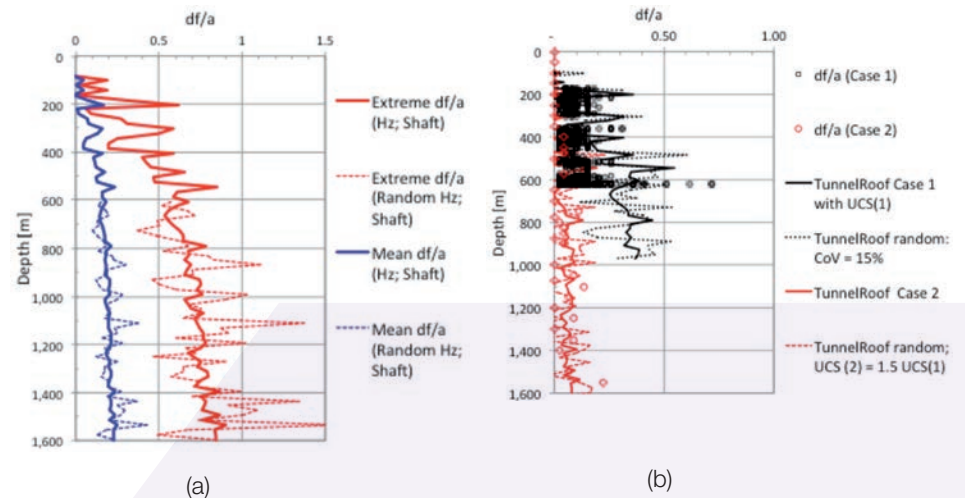 (a)
df/a
0
0.5
1
1.5
Depth [m]
0
200
400
600
800
1,000
1,200
1,400
1,600
Extreme df/a
(Hz; Shaft)
Extreme df/a
(Random Hz;
Shaft)
Mean df/a
(Hz; Shaft)
Mean df/a
(Random Hz;
Shaft)
(a)
(b)
df/a
0.00
0.50
1.00
Depth [m]
0
200
400
600
800
1,000
1,200
1,400
1,600
df/a (Case 1)
df/a (Case 2)
TunnelRoof Case 1
with UCS(1)
TunnelRoof random:
CoV = 15%
TunnelRoof Case 2
TunnelRoof random;
UCS (2) = 1.5 UCS(1)
(b)